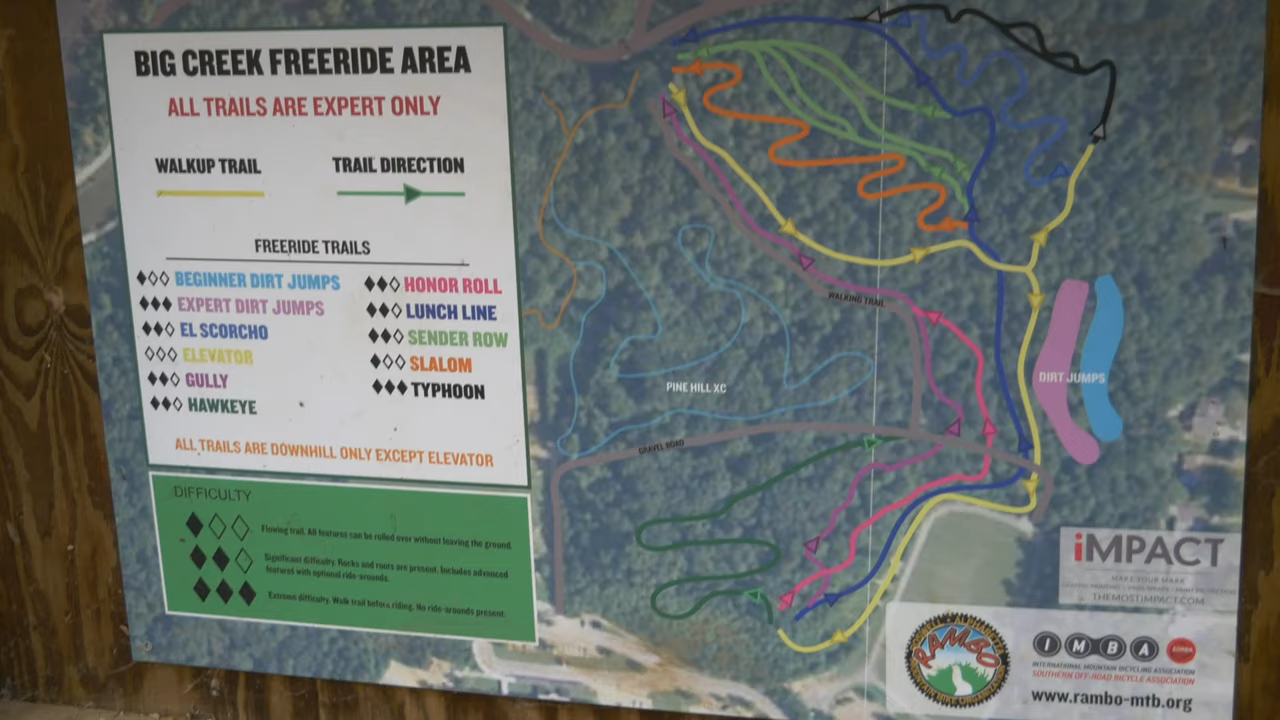 BIG CREEK FREERIDE AREA
ALL TRAILS ARE EXPERT ONLY
WALKUP TRAIL
TRAIL DIRECTION
FREERIDE TRAILS
BEGINNER DIRT JUMPS
EXPERT DIRT JUMPS
EL SCORCHO
ELEVATOR
GULLY
HAWKEYE
HONOR ROLL
LUNCH LINE
SENDER ROW
SLALOM
TYPHOON
ALL TRAILS ARE DOWNHILL ONLY EXCEPT ELEVATOR
DIFFICULTY
Flowing trail. All features can be rolled over without leaving the ground.
Significant difficulty. Rocks and roots are present. Includes advanced
features with optional ride-arounds.
Extreme difficulty. Walk trail before riding. No ride-arounds present.
WALKING TRAIL
PINE HILL XC
GRAVEL ROAD
DIRT JUMPS
iMPACT
MAKE YOUR MARK
THEMOSTIMPACT.COM
RAMBO
IMBA
SORBA
INTERNATIONAL MOUNTAIN BICYCLING ASSOCIATION
SOUTHERN OFF-ROAD BICYCLE ASSOCIATION
www.rambo-mtb.org